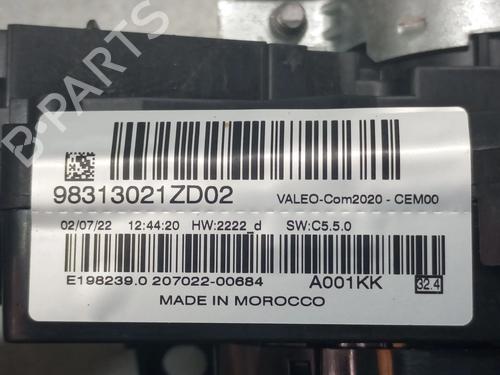 B-PARTS
98313021ZD02 VALEO-Com2020 - CEM00
02/07/22 12:44:20 HW:2222_d SW:C5.5.0
E198239.0 207022-00684 A001KK 32.4
MADE IN MOROCCO